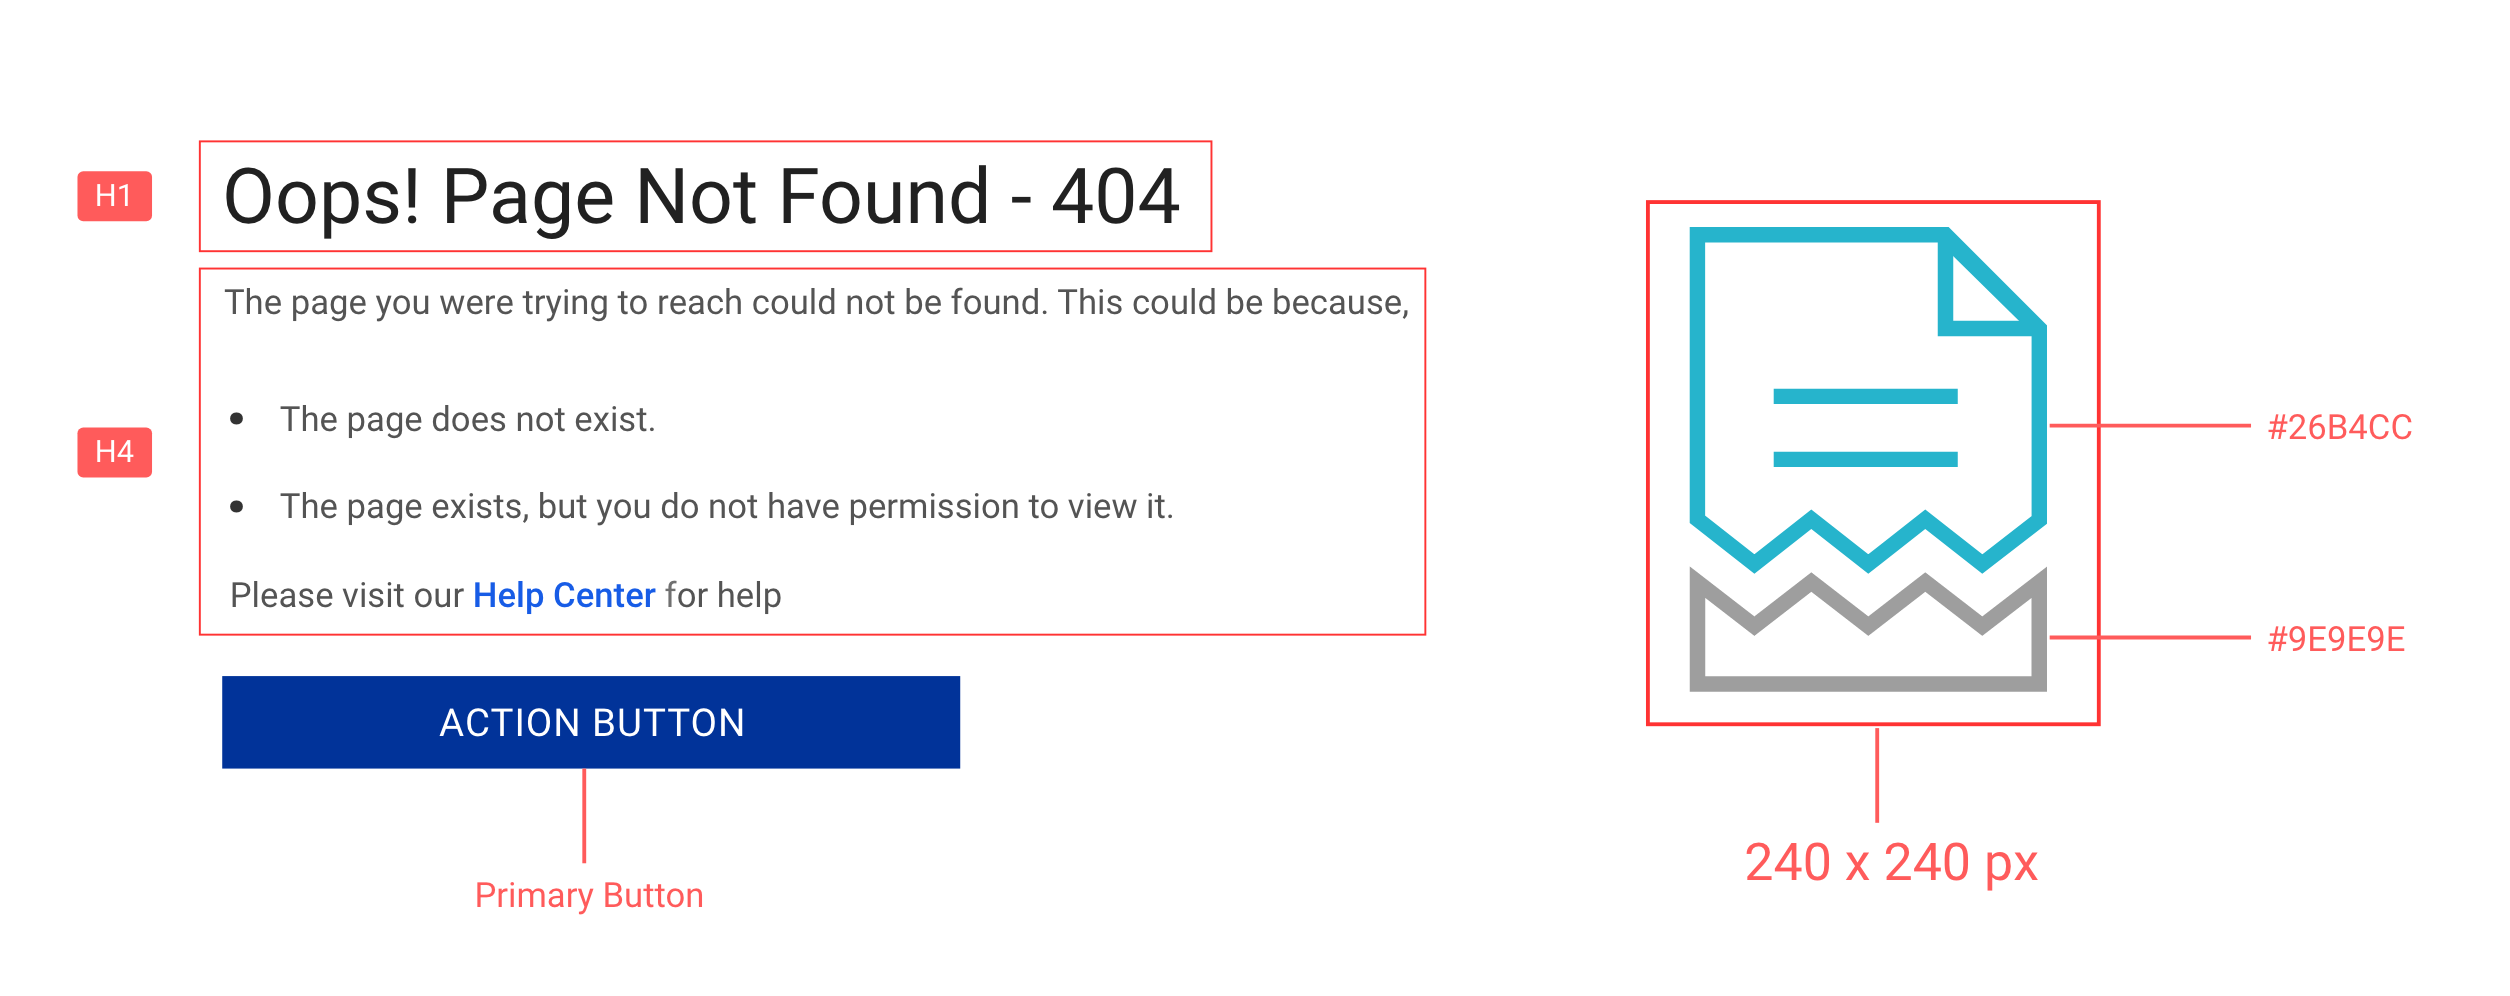 H1
Oops! Page Not Found - 404
H4
The page you were trying to reach could not be found. This could be because,
• The page does not exist.
• The page exists, but you do not have permission to view it.
Please visit our Help Center for help
ACTION BUTTON
Primary Button
#26B4CC
#9E9E9E
240 x 240 px